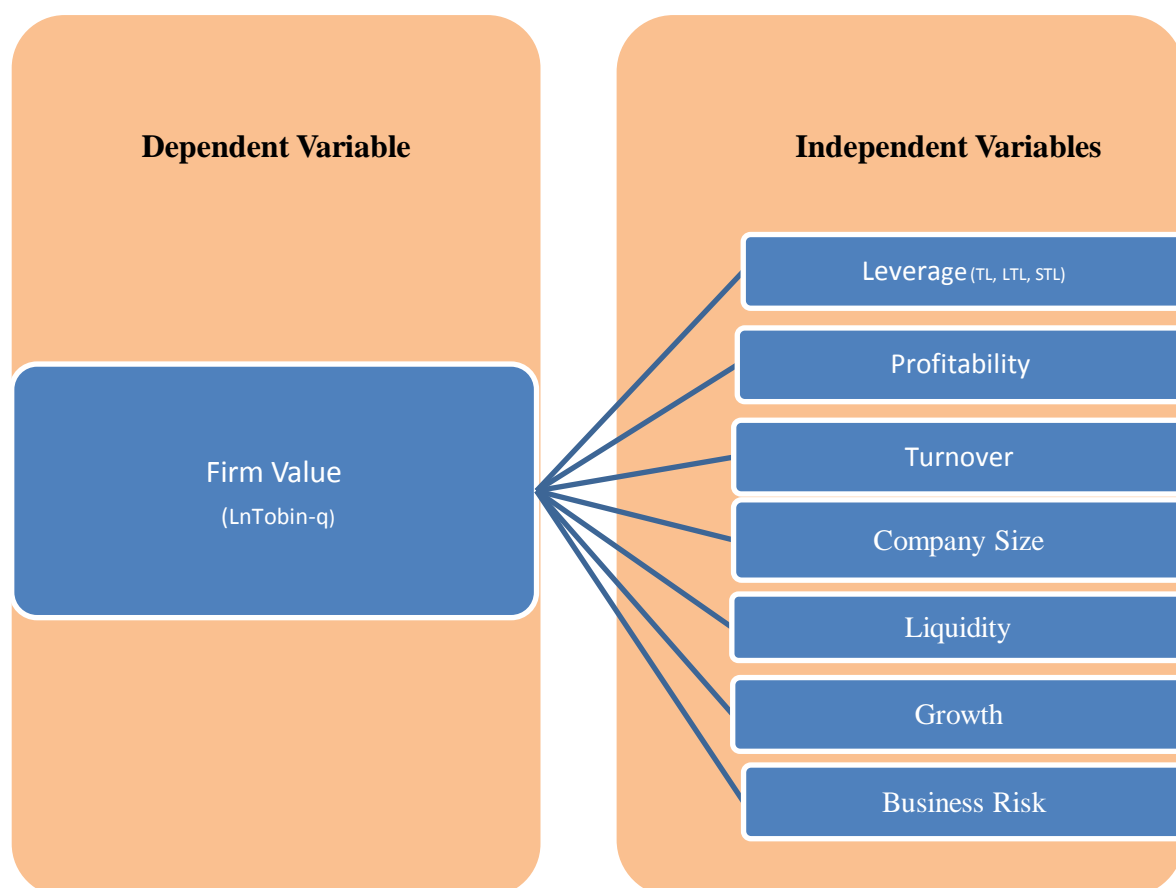 Dependent Variable
Firm Value
(LnTobin-q)
Independent Variables
Leverage (TL, LTL, STL)
Profitability
Turnover
Company Size
Liquidity
Growth
Business Risk